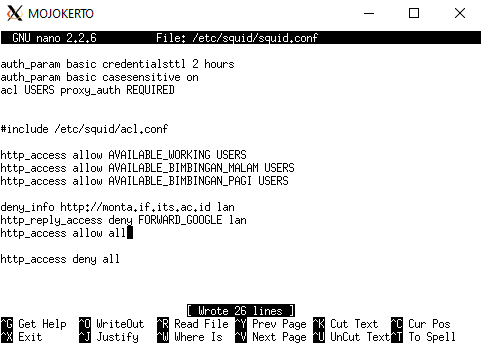 MOJOKERTO
GNU nano 2.2.6 File: /etc/squid/squid.conf
auth_param basic credentialsttl 2 hours
auth_param basic casesensitive on
acl USERS proxy_auth REQUIRED
#include /etc/squid/acl.conf
http_access allow AVAILABLE_WORKING USERS
http_access allow AVAILABLE_BIMBINGAN_MALAM USERS
http_access allow AVAILABLE_BIMBINGAN_PAGI USERS
deny_info http://monta.if.its.ac.id lan
http_reply_access deny FORWARD_GOOGLE lan
http_access allow all
http_access deny all
[ Wrote 26 lines ]
^G Get Help ^O WriteOut ^R Read File ^Y Prev Page ^K Cut Text ^C Cur Pos
^X Exit ^J Justify ^W Where Is ^V Next Page ^U UnCut Text ^T To Spell